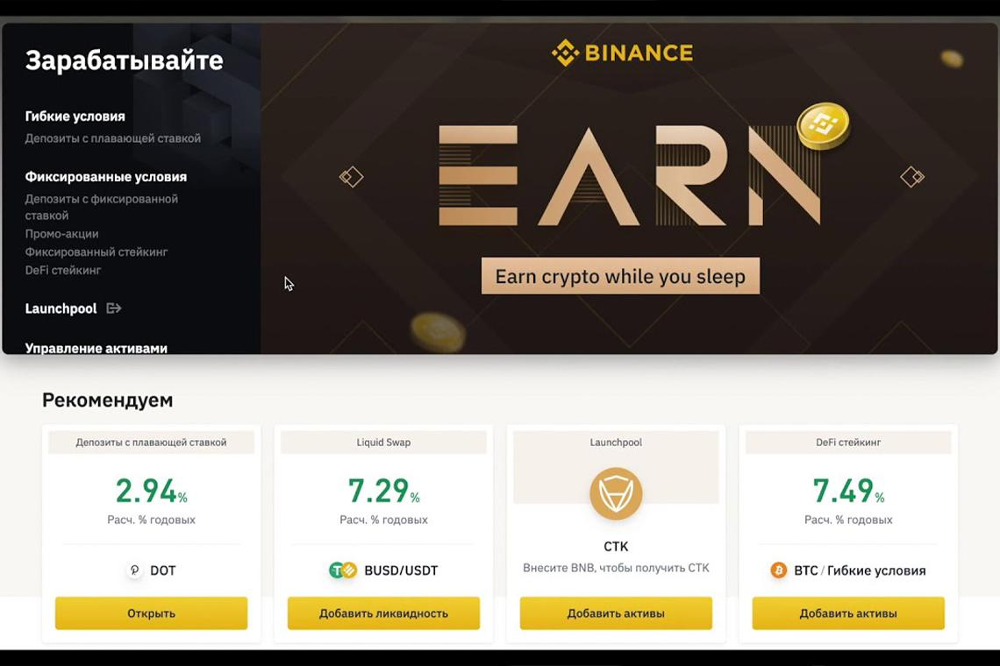 Зарабатывайте
Гибкие условия
Депозиты с плавающей ставкой
Фиксированные условия
Депозиты с фиксированной
ставкой
Промо-акции
Фиксированный стейкинг
DeFi стейкинг
Launchpool
Управление активами
BINANCE
EARN
Earn crypto while you sleep
Рекомендуем
Депозиты с плавающей ставкой
2.94%
Расч. % годовых
DOT
Открыть
Liquid Swap
7.29%
Расч. % годовых
BUSD/USDT
Добавить ликвидность
Launchpool
CTK
Внесите BNB, чтобы получить CTK
Добавить активы
DeFi стейкинг
7.49%
Расч. % годовых
BTC / Гибкие условия
Добавить активы